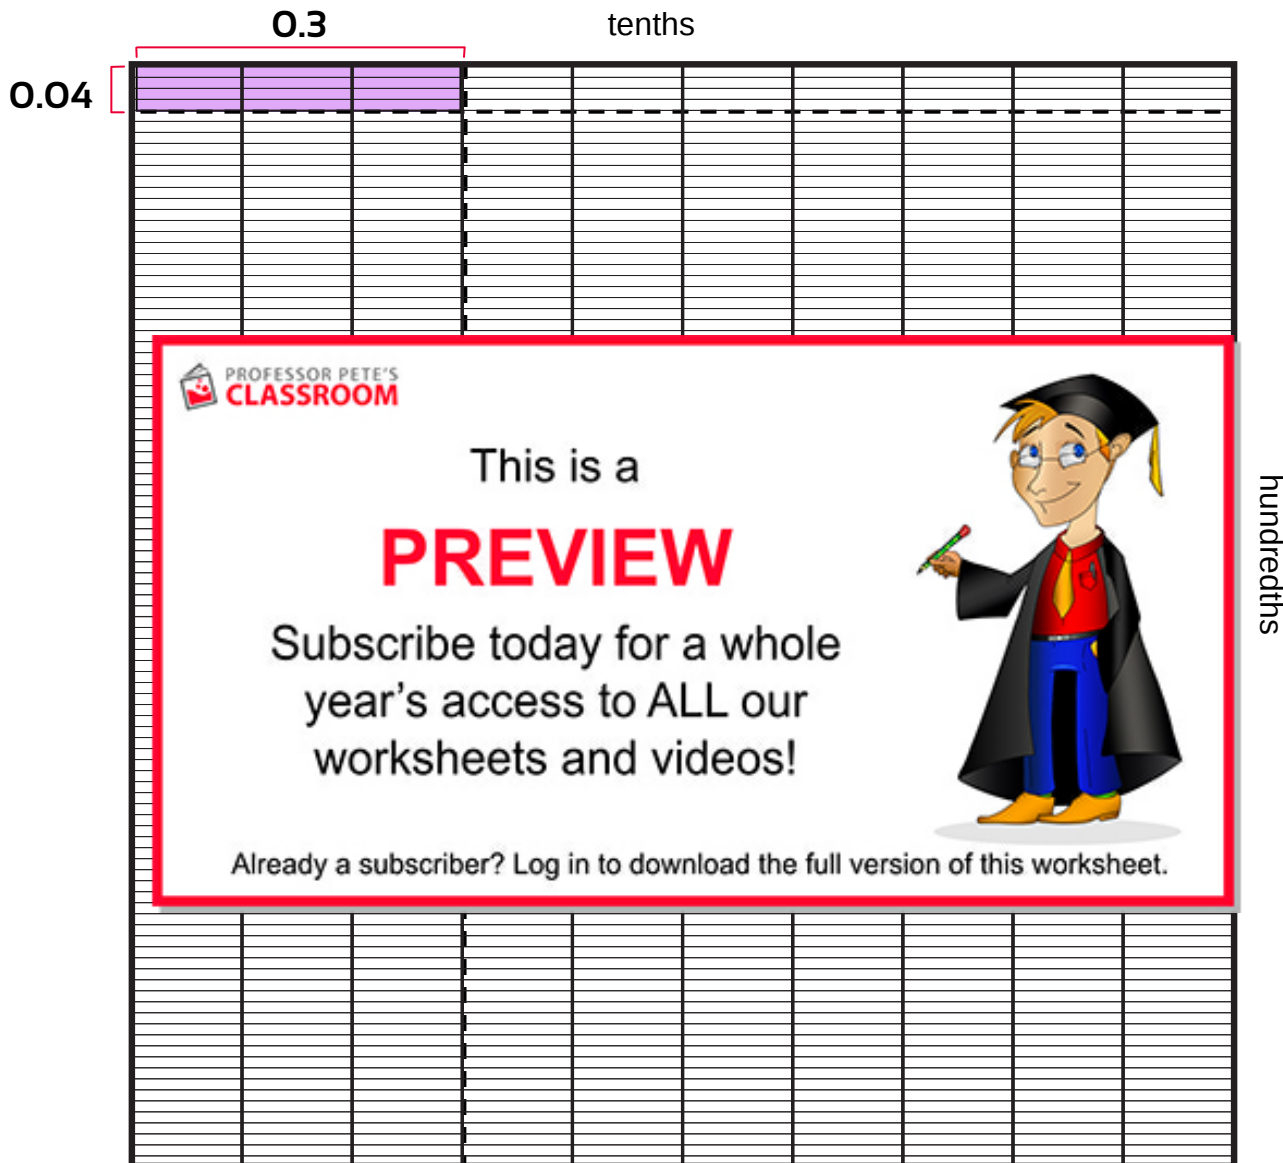 0.3
tenths
0.04
PROFESSOR PETE'S
CLASSROOM
This is a
PREVIEW
Subscribe today for a whole
year's access to ALL our
worksheets and videos!
Already a subscriber? Log in to download the full version of this worksheet.
hundredths